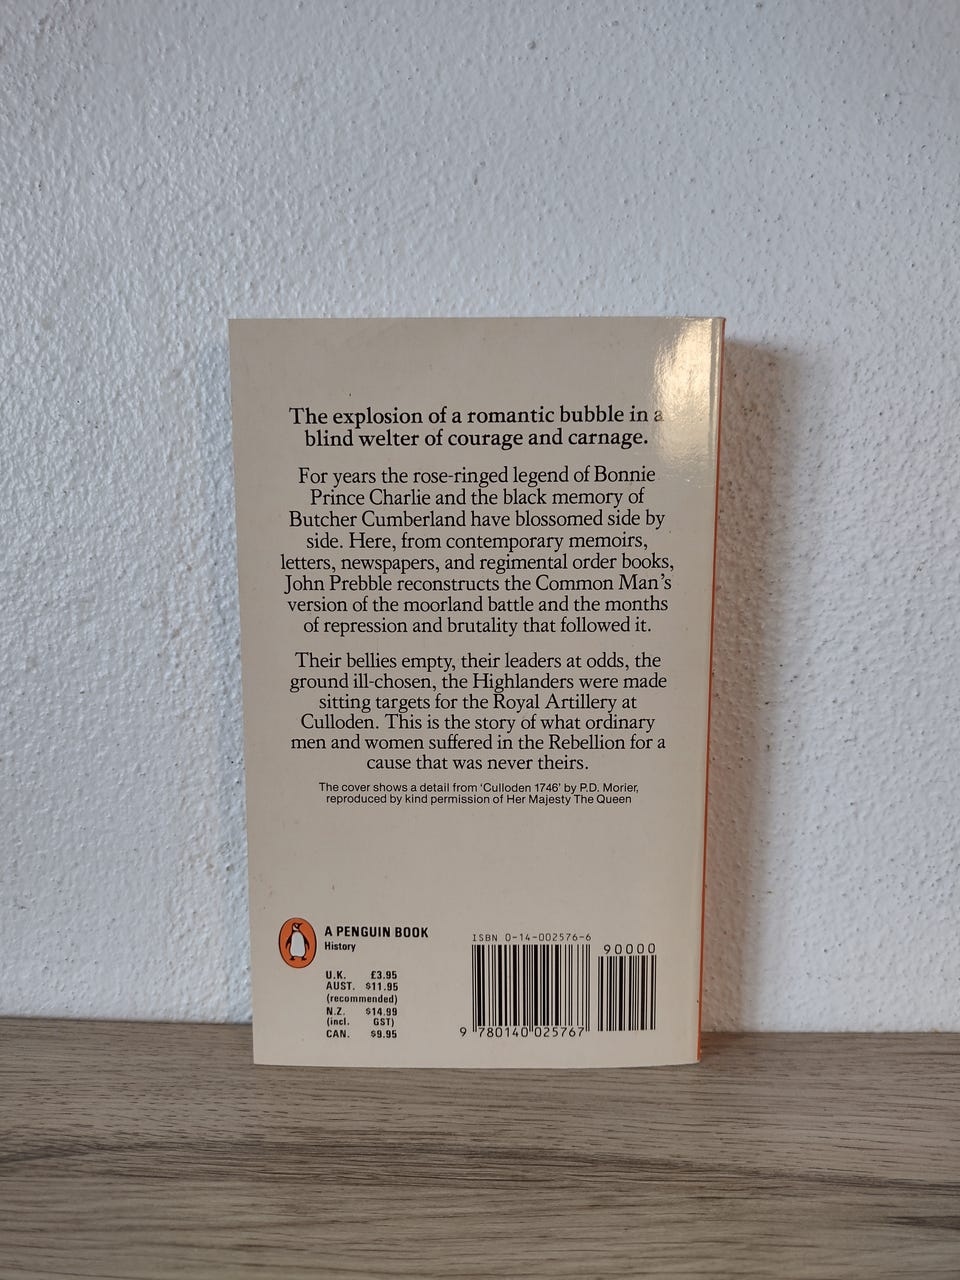 The explosion of a romantic bubble in a
blind welter of courage and carnage.
For years the rose-ringed legend of Bonnie
Prince Charlie and the black memory of
Butcher Cumberland have blossomed side by
side. Here, from contemporary memoirs,
letters, newspapers, and regimental order books,
John Prebble reconstructs the Common Man's
version of the moorland battle and the months
of repression and brutality that followed it.
Their bellies empty, their leaders at odds, the
ground ill-chosen, the Highlanders were made
sitting targets for the Royal Artillery at
Culloden. This is the story of what ordinary
men and women suffered in the Rebellion for a
cause that was never theirs.
The cover shows a detail from 'Culloden 1746' by P.D. Morier,
reproduced by kind permission of Her Majesty The Queen
A PENGUIN BOOK
History
U.K. £3.95
AUST. $11.95
(recommended)
N.Z. $14.99
(incl. GST)
CAN. $9.95
ISBN 0-14-002576-6
90000
9 780140 025767